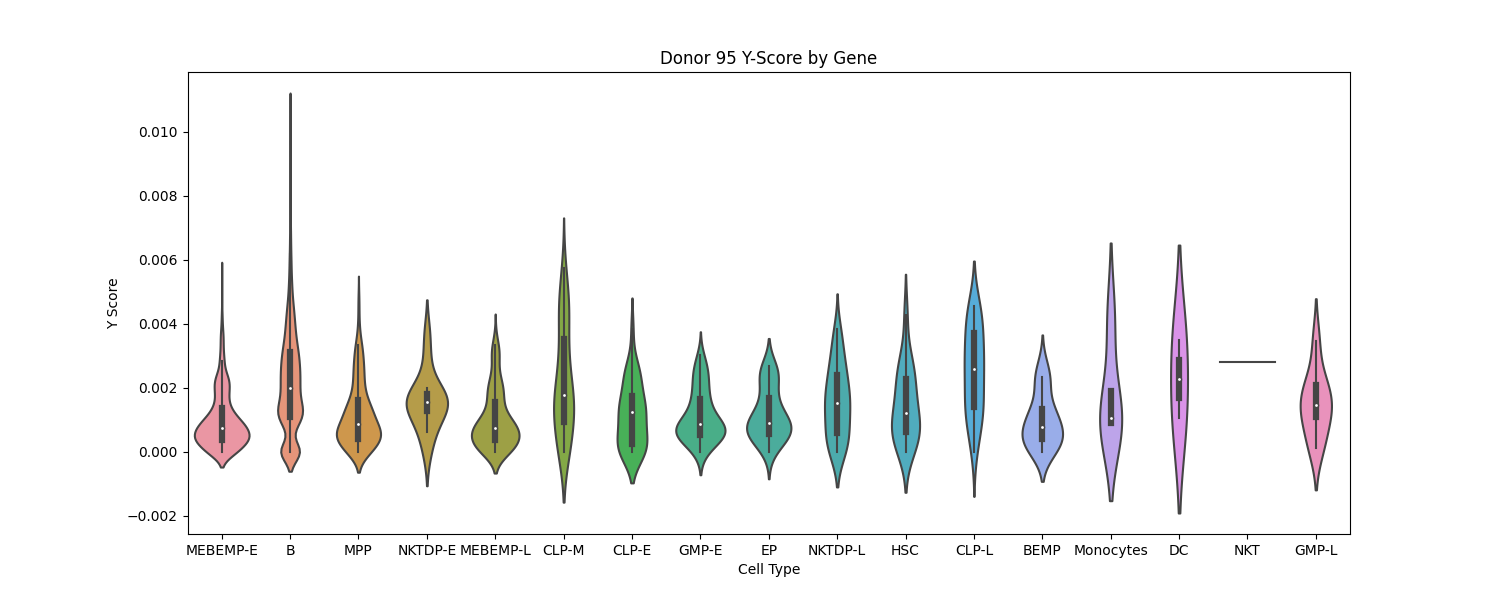 Donor 95 Y-Score by Gene
Y Score
0.010
0.008
0.006
0.004
0.002
0.000
−0.002
MEBEMP-E B MPP NKTDP-E MEBEMP-L CLP-M CLP-E GMP-E EP NKTDP-L HSC CLP-L BEMP Monocytes DC NKT GMP-L
Cell Type